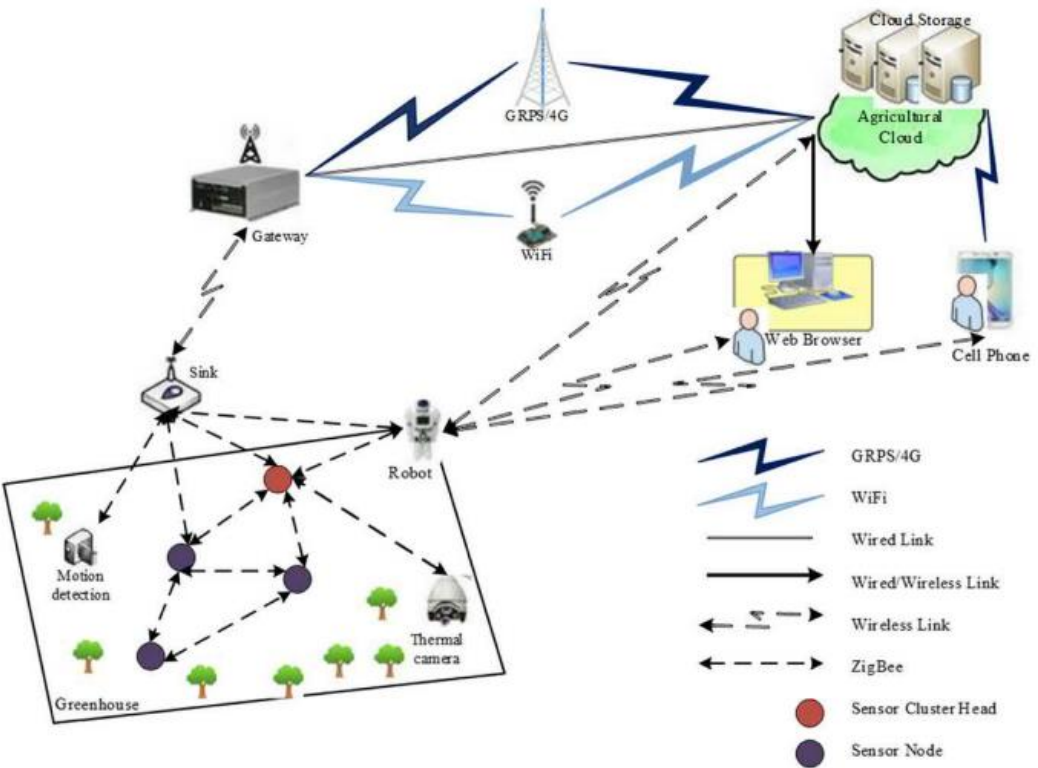 Cloud Storage
GRPS/4G
Agricultural
Cloud
Gateway
WiFi
Web Browser
Cell Phone
Sink
Robot
Motion
detection
Thermal
camera
Greenhouse
GRPS/4G
WiFi
Wired Link
Wired/Wireless Link
Wireless Link
ZigBee
Sensor Cluster Head
Sensor Node